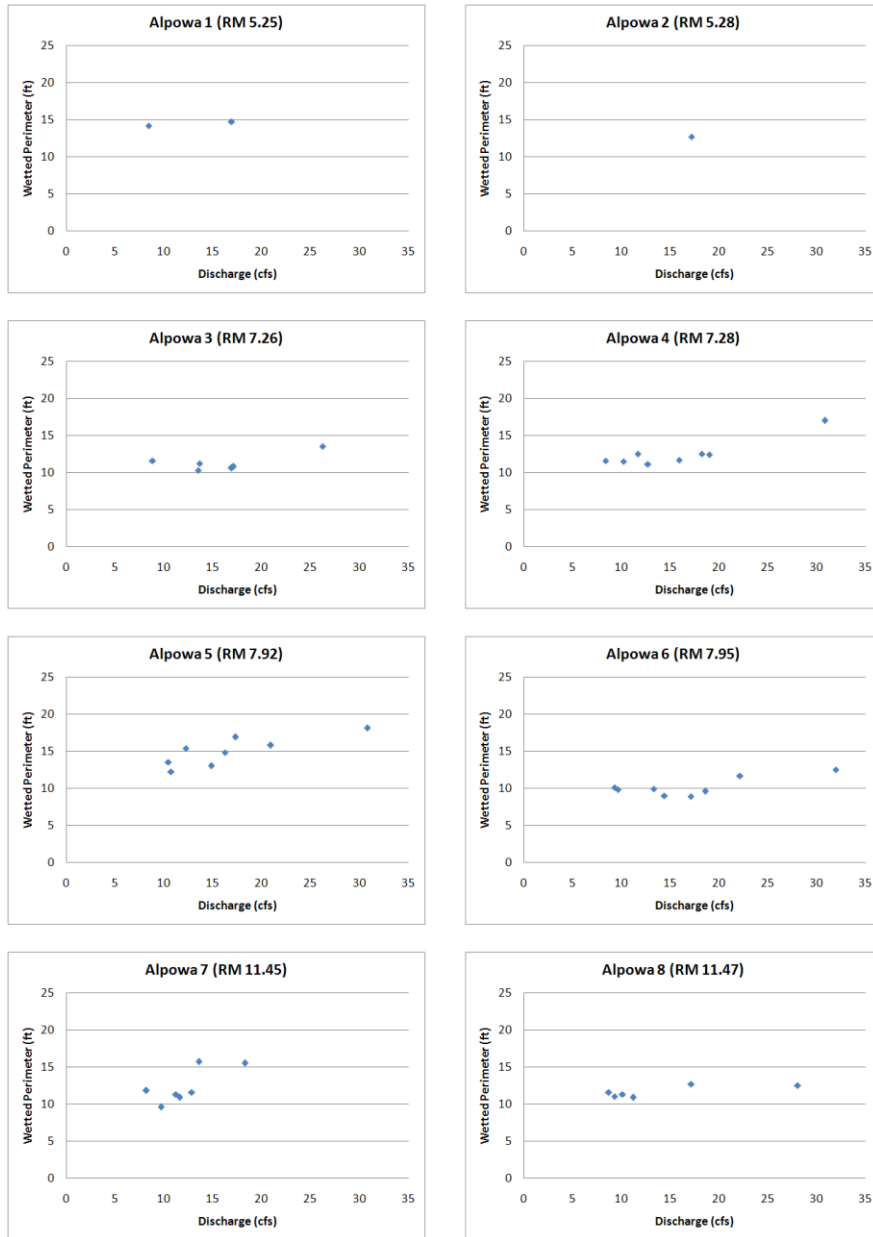 Alpowa 1 (RM 5.25)
Wetted Perimeter (ft)
25
20
15
10
5
0
0 5 10 15 20 25 30 35
Discharge (cfs)
Alpowa 2 (RM 5.28)
Wetted Perimeter (ft)
25
20
15
10
5
0
0 5 10 15 20 25 30 35
Discharge (cfs)
Alpowa 3 (RM 7.26)
Wetted Perimeter (ft)
25
20
15
10
5
0
0 5 10 15 20 25 30 35
Discharge (cfs)
Alpowa 4 (RM 7.28)
Wetted Perimeter (ft)
25
20
15
10
5
0
0 5 10 15 20 25 30 35
Discharge (cfs)
Alpowa 5 (RM 7.92)
Wetted Perimeter (ft)
25
20
15
10
5
0
0 5 10 15 20 25 30 35
Discharge (cfs)
Alpowa 6 (RM 7.95)
Wetted Perimeter (ft)
25
20
15
10
5
0
0 5 10 15 20 25 30 35
Discharge (cfs)
Alpowa 7 (RM 11.45)
Wetted Perimeter (ft)
25
20
15
10
5
0
0 5 10 15 20 25 30 35
Discharge (cfs)
Alpowa 8 (RM 11.47)
Wetted Perimeter (ft)
25
20
15
10
5
0
0 5 10 15 20 25 30 35
Discharge (cfs)